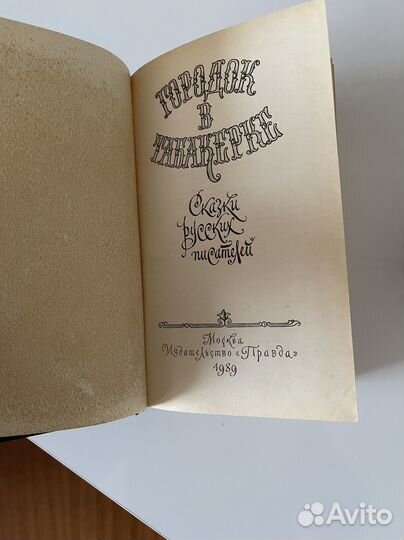 ГОРОДОК
В
ТАБАКЕРКЕ
Сказки
русских
писателей
Москва
Издательство «Правда»
1989
Avito